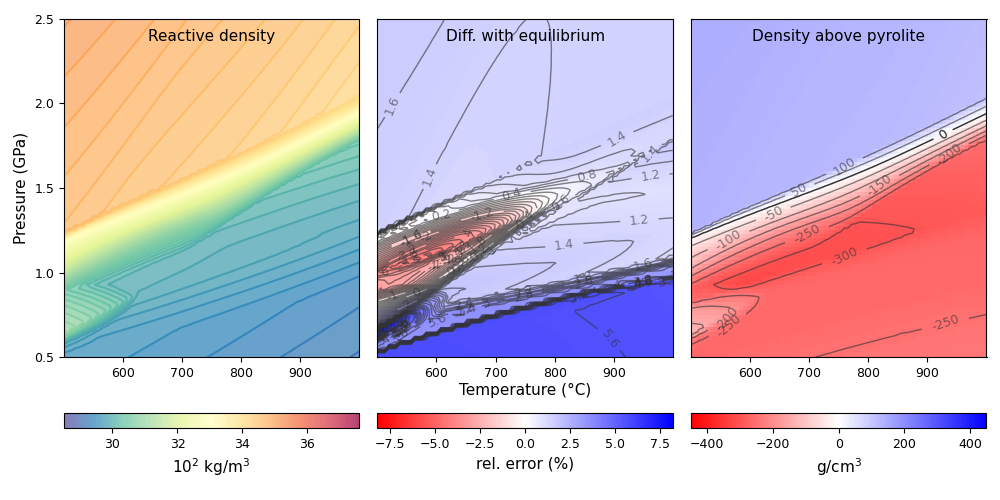 Reactive density
Diff. with equilibrium
Density above pyrolite
2.5
2.0
1.5
1.0
0.5
Pressure (GPa)
1.6
1.4
1.4
0.8
0.4
1.2
1.2
1.4
1.6
5.6
0
100
50
-50
-100
-150
-200
-250
-300
-200
-250
-250
600 700 800 900
600 700 800 900
600 700 800 900
Temperature (°C)
30 32 34 36
−7.5 −5.0 −2.5 0.0 2.5 5.0 7.5
−400 −200 0 200 400
10² kg/m³
rel. error (%)
g/cm³